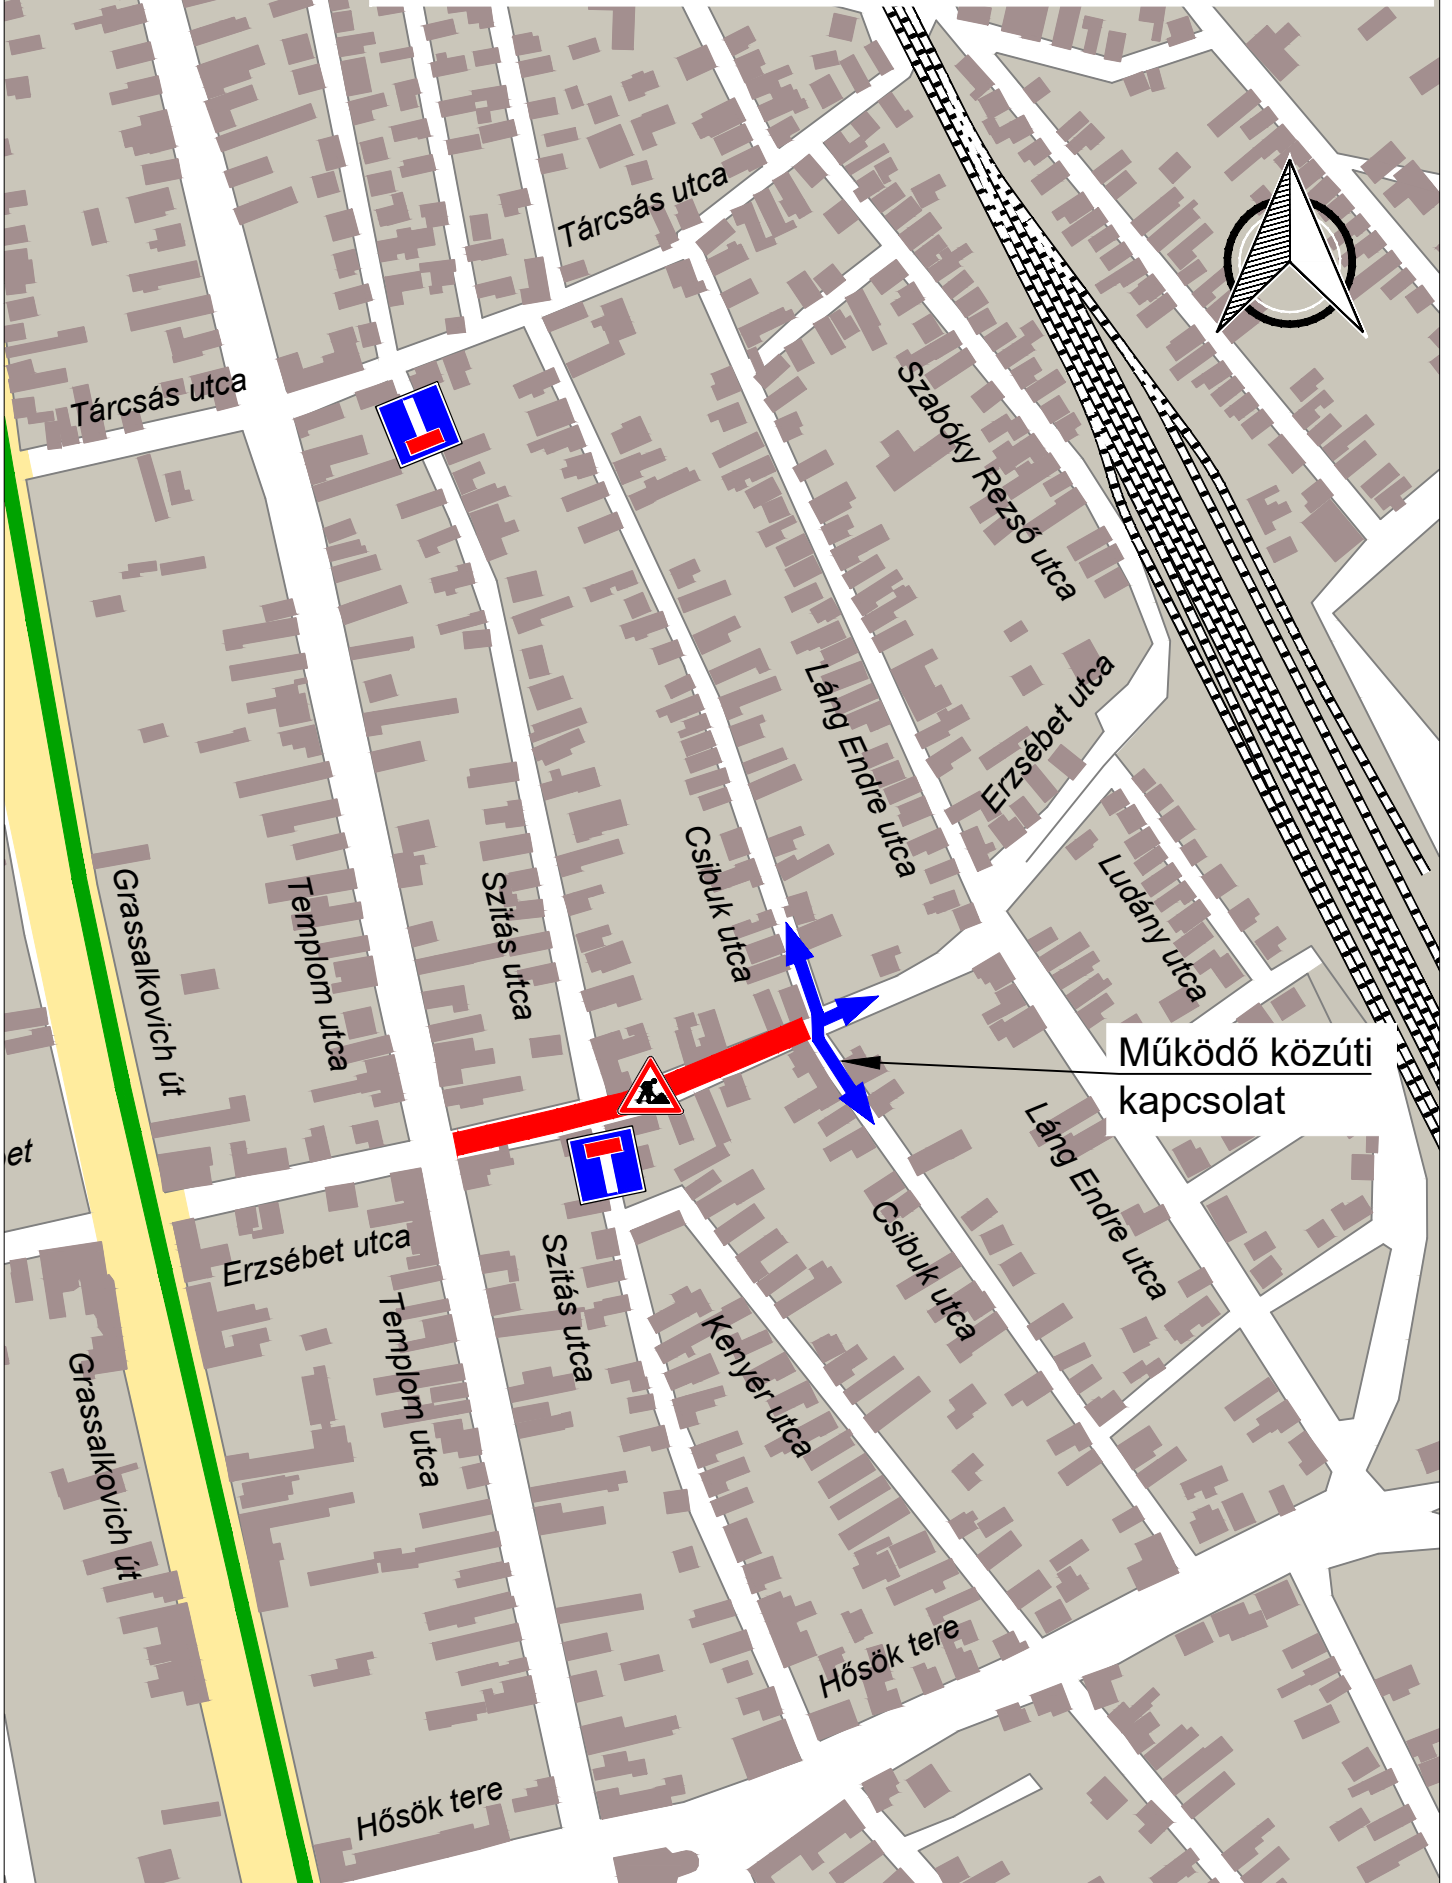 Tárcsás utca
Tárcsás utca
Szabóky Rezső utca
Erzsébet utca
Láng Endre utca
Csibuk utca
Szitás utca
Templom utca
Grassalkovich út
Ludány utca
Működő közúti
kapcsolat
et
Láng Endre utca
Csibuk utca
Erzsébet utca
Szitás utca
Templom utca
Kenyér utca
Grassalkovich út
Hősök tere
Hősök tere